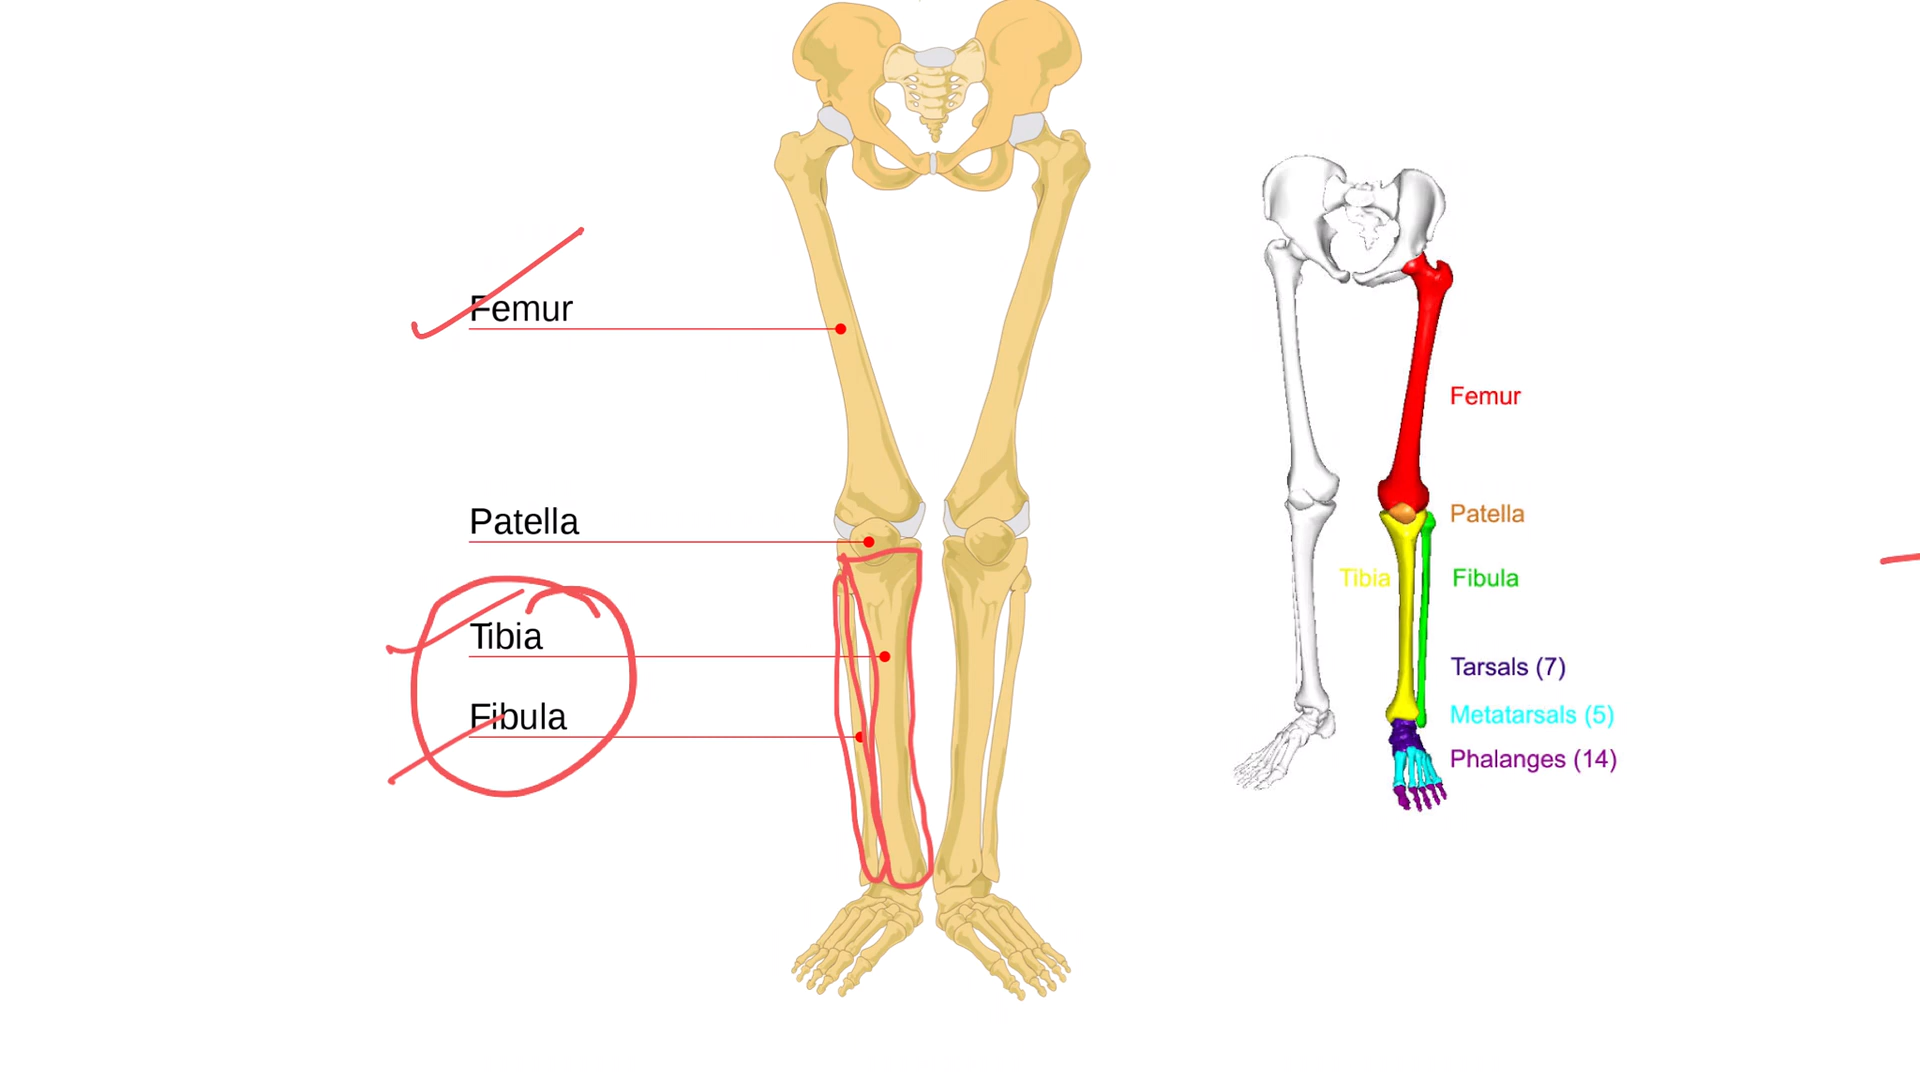 Femur
Patella
Tibia
Fibula
Femur
Patella
Tibia
Fibula
Tarsals (7)
Metatarsals (5)
Phalanges (14)